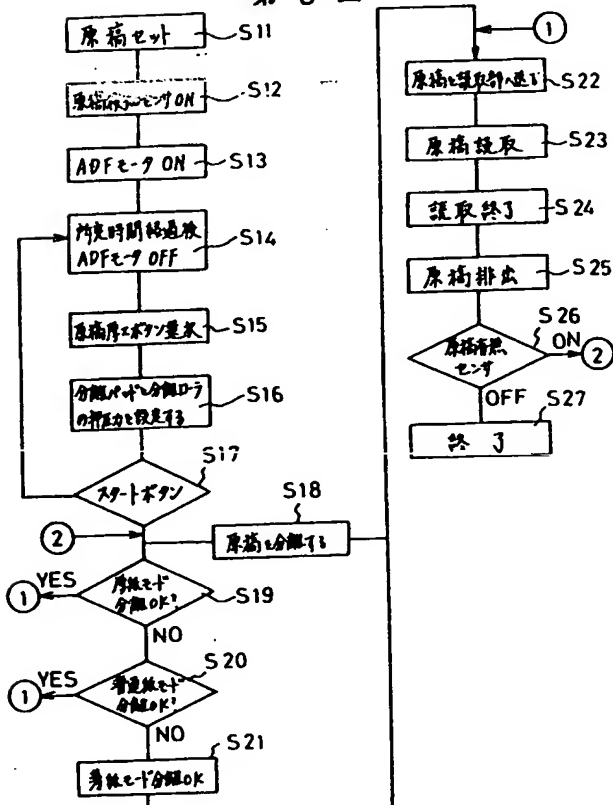 原稿セット
S11
センサON
S12
ADFモータ ON
S13
所定時間経過後
ADFモータ OFF
S14
原稿厚エボタン選択
S15
分離パッドと分離ローラ
の押圧力を設定する
S16
S17
スタートボタン
②
S18
原稿を分離する
厚紙モード
分離OK?
YES
①
S19
NO
S20
普通紙モード
分離OK?
YES
①
NO
S21
薄紙モード分離OK
①
原稿を読取部へ送る
S22
原稿読取
S23
読取終了
S24
原稿排出
S25
S26
原稿有無
センサ
ON
②
OFF
S27
終了